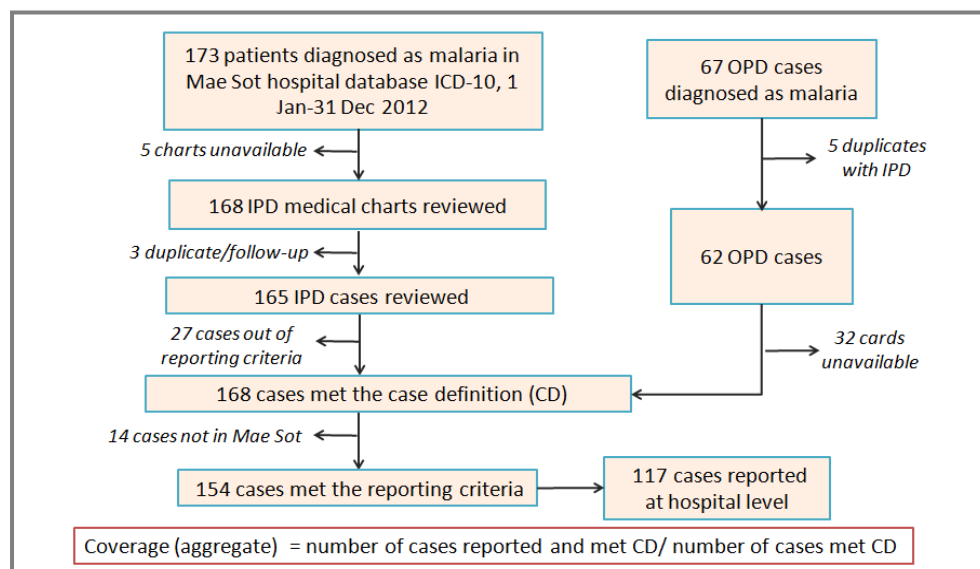 173 patients diagnosed as malaria in
Mae Sot hospital database ICD-10, 1
Jan-31 Dec 2012
67 OPD cases
diagnosed as malaria
5 charts unavailable
5 duplicates
with IPD
168 IPD medical charts reviewed
3 duplicate/follow-up
62 OPD cases
165 IPD cases reviewed
27 cases out of
reporting criteria
32 cards
unavailable
168 cases met the case definition (CD)
14 cases not in Mae Sot
154 cases met the reporting criteria
117 cases reported
at hospital level
Coverage (aggregate) = number of cases reported and met CD/ number of cases met CD